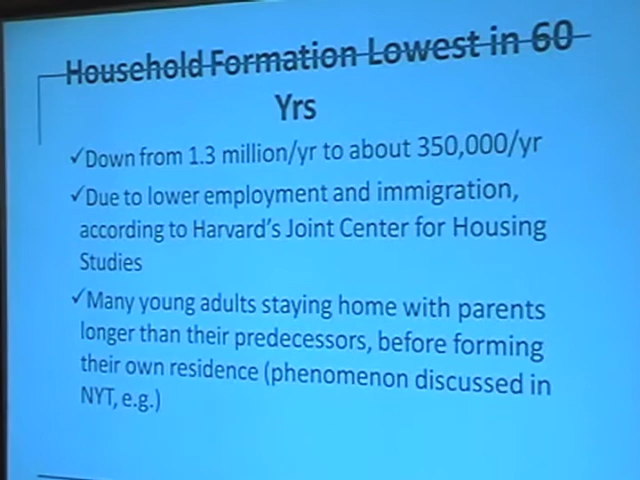 Household Formation Lowest in 60
Yrs
✓Down from 1.3 million/yr to about 350,000/yr
✓Due to lower employment and immigration,
according to Harvard's Joint Center for Housing
Studies
✓Many young adults staying home with parents
longer than their predecessors, before forming
their own residence (phenomenon discussed in
NYT, e.g.)